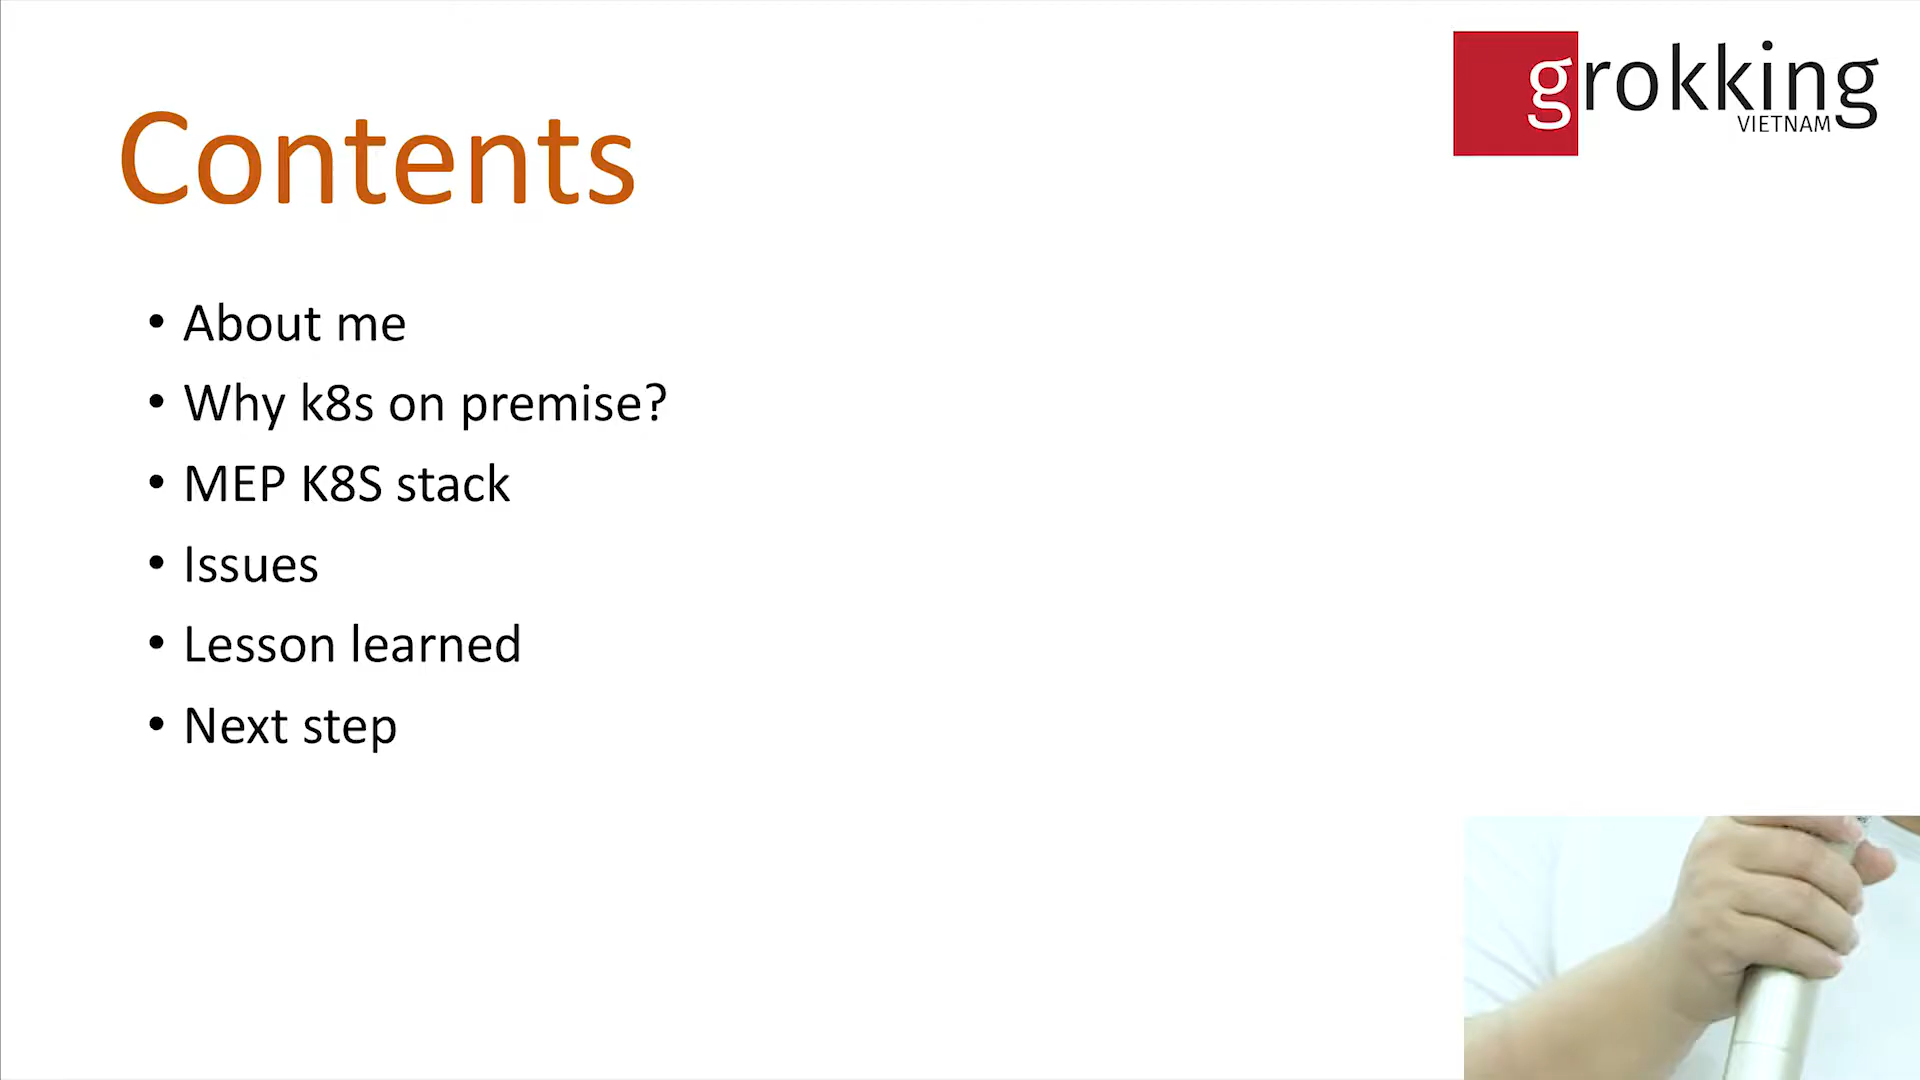 grokking
VIETNAM
Contents
• About me
• Why k8s on premise?
• MEP K8S stack
• Issues
• Lesson learned
• Next step